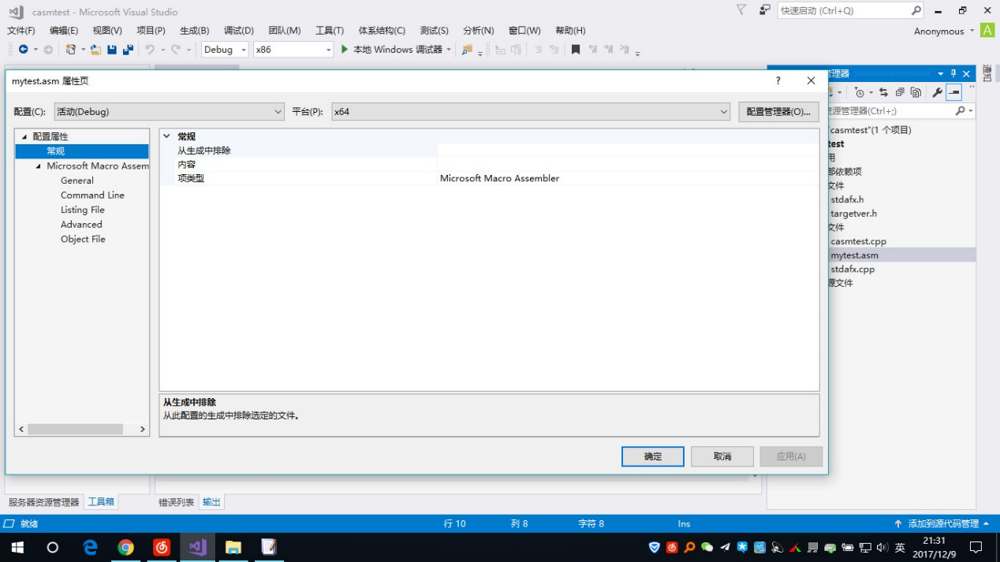 casmtest - Microsoft Visual Studio
快速启动 (Ctrl+Q)
文件(F) 编辑(E) 视图(V) 项目(P) 生成(B) 调试(D) 团队(M) 工具(T) 体系结构(C) 测试(S) 分析(N) 窗口(W) 帮助(H)
Anonymous A
Debug x86 本地 Windows 调试器
mytest.asm 属性页 ?
配置(C): 活动(Debug) 平台(P): x64 配置管理器(O)...
配置属性
常规
Microsoft Macro Assem
General
Command Line
Listing File
Advanced
Object File
常规
从生成中排除
内容
项类型 Microsoft Macro Assembler
从生成中排除
从此配置的生成中排除选定的文件。
确定 取消 应用(A)
理器
通知
资源管理器(Ctrl+;)
"casmtest"(1 个项目)
test
用
部依赖项
文件
stdafx.h
targetver.h
文件
casmtest.cpp
mytest.asm
stdafx.cpp
源文件
服务器资源管理器 工具箱 错误列表 输出
就绪 行 10 列 8 字符 8 Ins 添加到源代码管理
英
21:31
2017/12/9